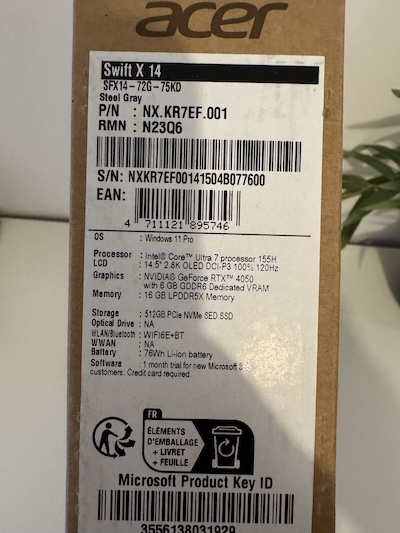 acer
Swift X 14
SFX14-72G-75KD
Steel Gray
P/N : NX.KR7EF.001
RMN : N23Q6
S/N: NXKR7EF00141504B077600
EAN:
4 711121 895746
OS : Windows 11 Pro
Processor : Intel® Core™ Ultra 7 processor 155H
LCD : 14.5" 2.8K OLED DCI-P3 100% 120Hz
Graphics : NVIDIA® GeForce RTX™ 4050
with 6 GB GDDR6 Dedicated VRAM
Memory : 16 GB LPDDR5X Memory
Storage : 512GB PCIe NVMe SED SSD
Optical Drive : NA
WLAN/Bluetooth : WIFI6E+BT
WWAN : NA
Battery : 76Wh Li-ion battery
Software : 1 month trial for new Microsoft
customers. Credit card required.
FR
ÉLÉMENTS
D'EMBALLAGE
+ LIVRET
+ FEUILLE
Microsoft Product Key ID
3556138031929